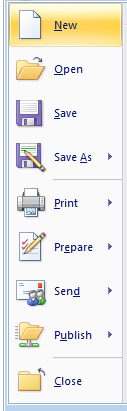 New
Open
Save
Save As
Print
Prepare
Send
Publish
Close